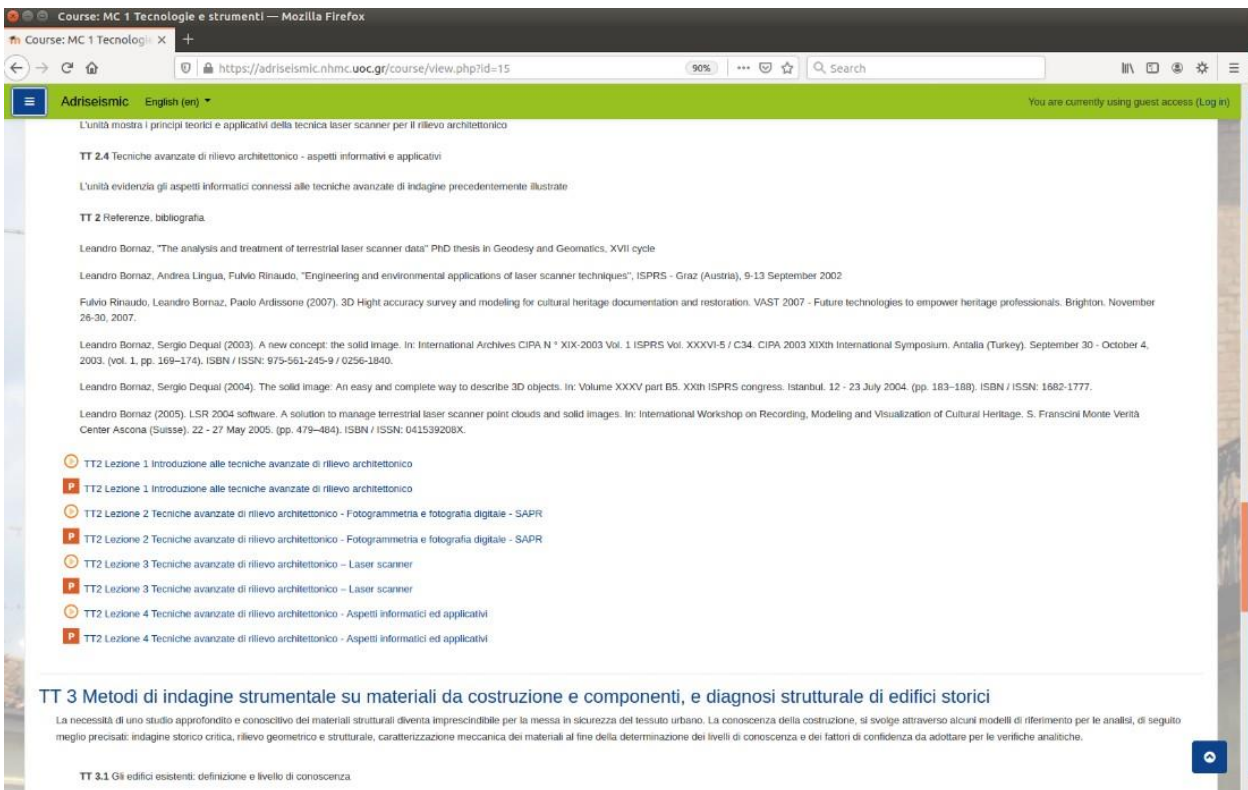 Course: MC 1 Tecnologie e strumenti — Mozilla Firefox
Course: MC 1 Tecnologi
https://adriseismic.nhmc.uoc.gr/course/view.php?id=15
90%
Search
Adriseismic English (en)
You are currently using guest access (Log in)
L'unità mostra i principi teorici e applicativi della tecnica laser scanner per il rilievo architettonico
TT 2.4 Tecniche avanzate di rilievo architettonico - aspetti informativi e applicativi
L'unità evidenzia gli aspetti informatici connessi alle tecniche avanzate di indagine precedentemente illustrate
TT 2 Referenze, bibliografia
Leandro Bornaz, "The analysis and treatment of terrestrial laser scanner data" PhD thesis in Geodesy and Geomatics, XVII cycle
Leandro Bornaz, Andrea Lingua, Fulvio Rinaudo, "Engineering and environmental applications of laser scanner techniques", ISPRS - Graz (Austria), 9-13 September 2002
Fulvio Rinaudo, Leandro Bornaz, Paolo Ardissone (2007). 3D Hight accuracy survey and modeling for cultural heritage documentation and restoration. VAST 2007 - Future technologies to empower heritage professionals. Brighton. November
26-30, 2007.
Leandro Bornaz, Sergio Dequal (2003). A new concept: the solid image. In: International Archives CIPA N ° XIX-2003 Vol. 1 ISPRS Vol. XXXVI-5 / C34. CIPA 2003 XIXth International Symposium. Antalia (Turkey). September 30 - October 4,
2003. (vol. 1, pp. 169–174). ISBN / ISSN: 975-561-245-9 / 0256-1840.
Leandro Bornaz, Sergio Dequal (2004). The solid image: An easy and complete way to describe 3D objects. In: Volume XXXV part B5. XXth ISPRS congress. Istanbul. 12 - 23 July 2004. (pp. 183–188). ISBN / ISSN: 1682-1777.
Leandro Bornaz (2005). LSR 2004 software. A solution to manage terrestrial laser scanner point clouds and solid images. In: International Workshop on Recording, Modeling and Visualization of Cultural Heritage. S. Franscini Monte Verità
Center Ascona (Suisse). 22 - 27 May 2005. (pp. 479–484). ISBN / ISSN: 041539208X.
TT2 Lezione 1 Introduzione alle tecniche avanzate di rilievo architettonico
P TT2 Lezione 1 Introduzione alle tecniche avanzate di rilievo architettonico
TT2 Lezione 2 Tecniche avanzate di rilievo architettonico - Fotogrammetria e fotografia digitale - SAPR
P TT2 Lezione 2 Tecniche avanzate di rilievo architettonico - Fotogrammetria e fotografia digitale - SAPR
TT2 Lezione 3 Tecniche avanzate di rilievo architettonico – Laser scanner
P TT2 Lezione 3 Tecniche avanzate di rilievo architettonico – Laser scanner
TT2 Lezione 4 Tecniche avanzate di rilievo architettonico - Aspetti informatici ed applicativi
P TT2 Lezione 4 Tecniche avanzate di rilievo architettonico - Aspetti informatici ed applicativi
TT 3 Metodi di indagine strumentale su materiali da costruzione e componenti, e diagnosi strutturale di edifici storici
La necessità di uno studio approfondito e conoscitivo dei materiali strutturali diventa imprescindibile per la messa in sicurezza del tessuto urbano. La conoscenza della costruzione, si svolge attraverso alcuni modelli di riferimento per le analisi, di seguito
meglio precisati: indagine storico critica, rilievo geometrico e strutturale, caratterizzazione meccanica dei materiali al fine della determinazione dei livelli di conoscenza e dei fattori di confidenza da adottare per le verifiche analitiche.
TT 3.1 Gli edifici esistenti: definizione e livello di conoscenza